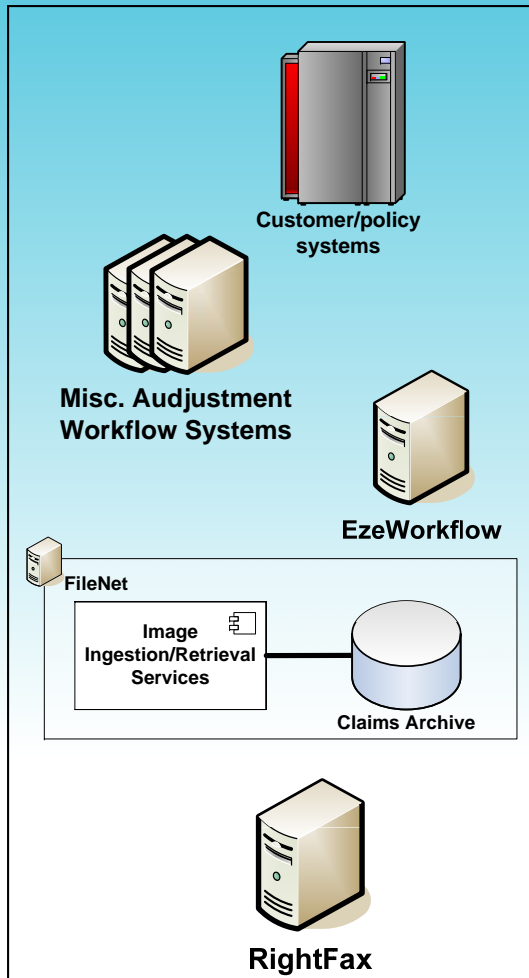 Customer/policy
systems
Misc. Audjustment
Workflow Systems
EzeWorkflow
FileNet
Image
Ingestion/Retrieval
Services
Claims Archive
RightFax